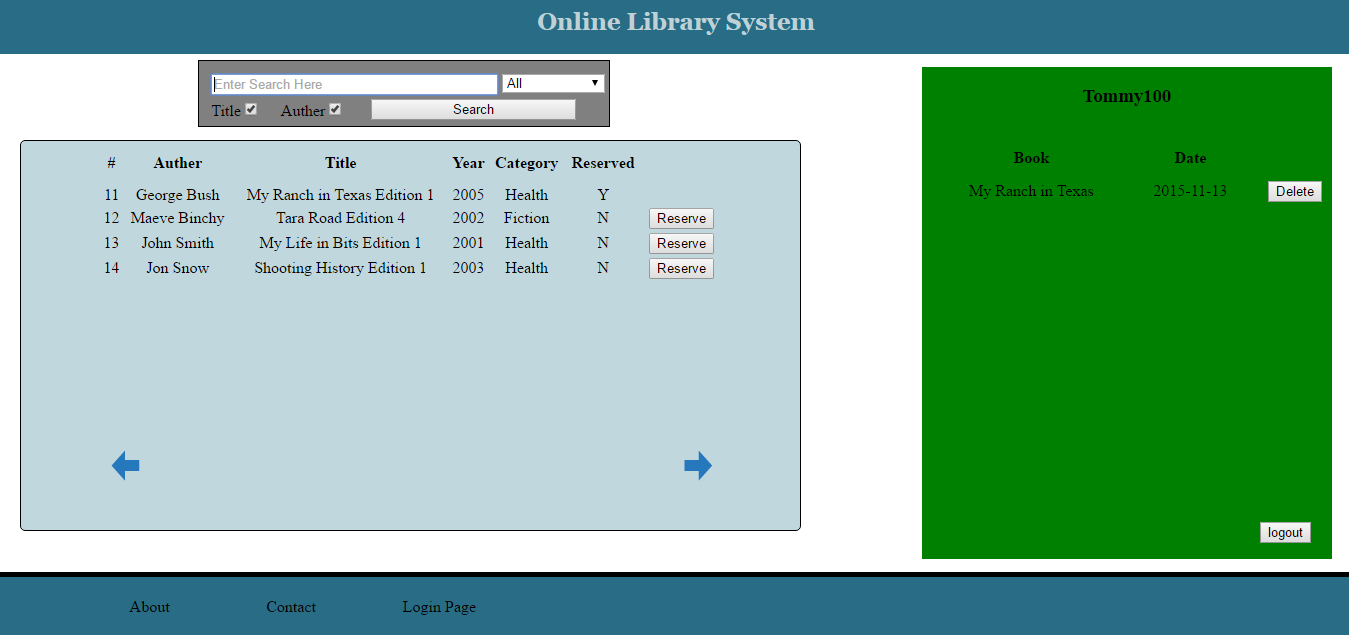 Online Library System
Enter Search Here All
Title Auther Search
# Auther Title Year Category Reserved
11 George Bush My Ranch in Texas Edition 1 2005 Health Y
12 Maeve Binchy Tara Road Edition 4 2002 Fiction N Reserve
13 John Smith My Life in Bits Edition 1 2001 Health N Reserve
14 Jon Snow Shooting History Edition 1 2003 Health N Reserve
Tommy100
Book Date
My Ranch in Texas 2015-11-13 Delete
logout
About Contact Login Page